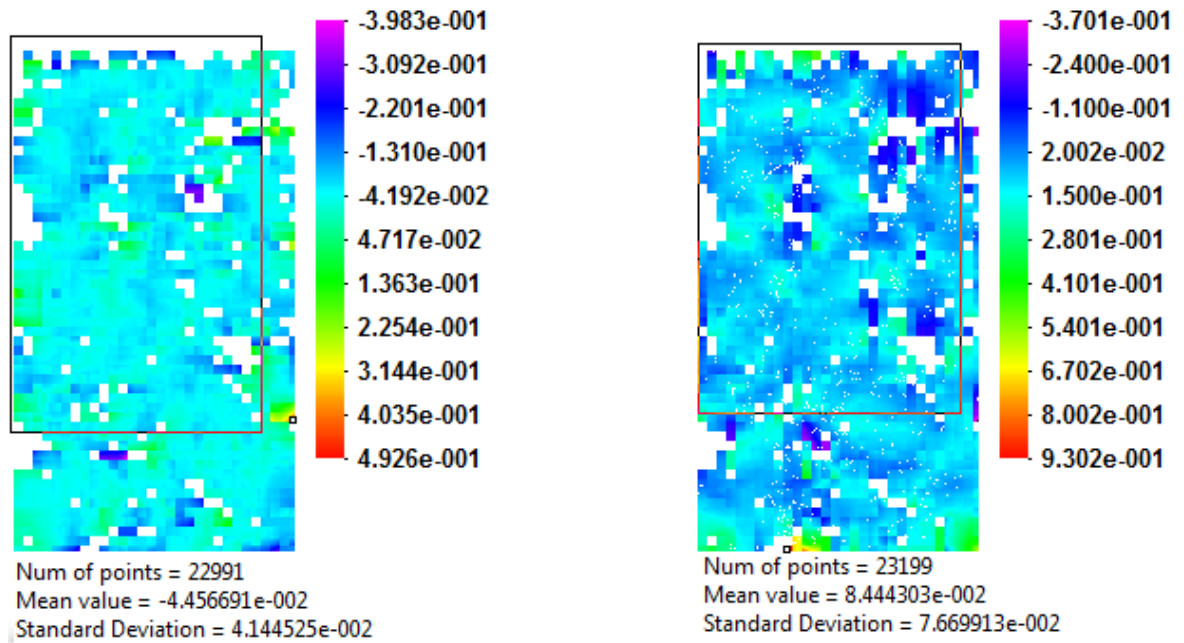 -3.983e-001
-3.092e-001
-2.201e-001
-1.310e-001
-4.192e-002
4.717e-002
1.363e-001
2.254e-001
3.144e-001
4.035e-001
4.926e-001
Num of points = 22991
Mean value = -4.456691e-002
Standard Deviation = 4.144525e-002
-3.701e-001
-2.400e-001
-1.100e-001
2.002e-002
1.500e-001
2.801e-001
4.101e-001
5.401e-001
6.702e-001
8.002e-001
9.302e-001
Num of points = 23199
Mean value = 8.444303e-002
Standard Deviation = 7.669913e-002